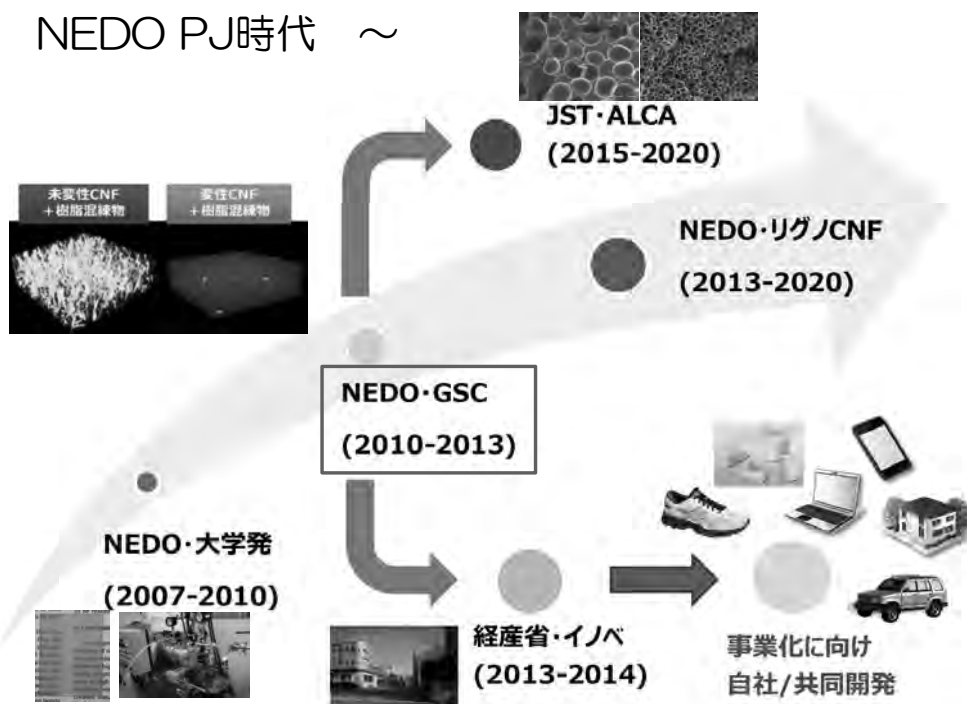 NEDO PJ時代 ～
JST・ALCA
(2015-2020)
未変性CNF
＋樹脂混練物
変性CNF
＋樹脂混練物
NEDO・リグノCNF
(2013-2020)
NEDO・GSC
(2010-2013)
NEDO・大学発
(2007-2010)
経産省・イノベ
(2013-2014)
事業化に向け
自社/共同開発